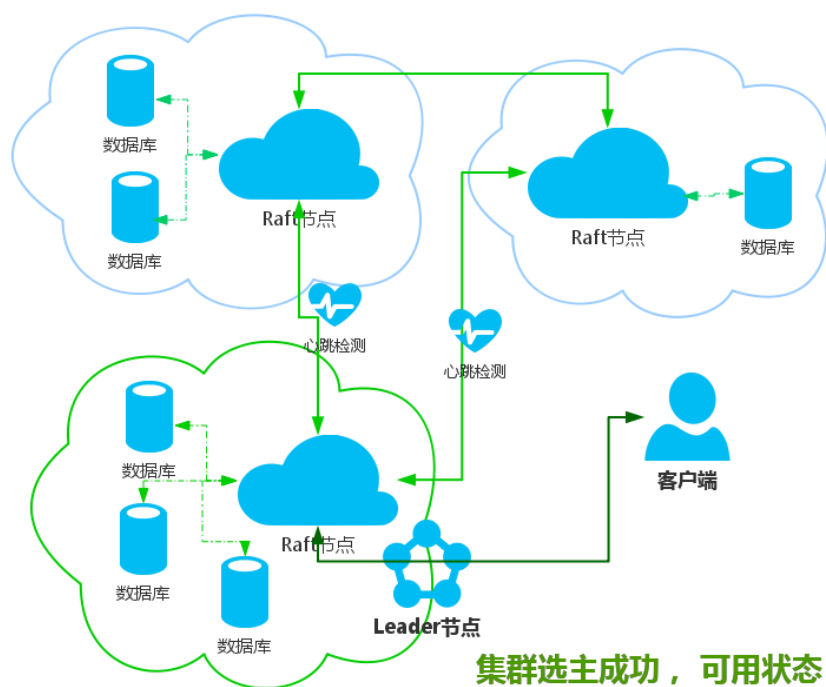 数据库
数据库
Raft节点
Raft节点
数据库
心跳检测
心跳检测
数据库
数据库
数据库
Raft节点
客户端
Leader节点
集群选主成功，可用状态